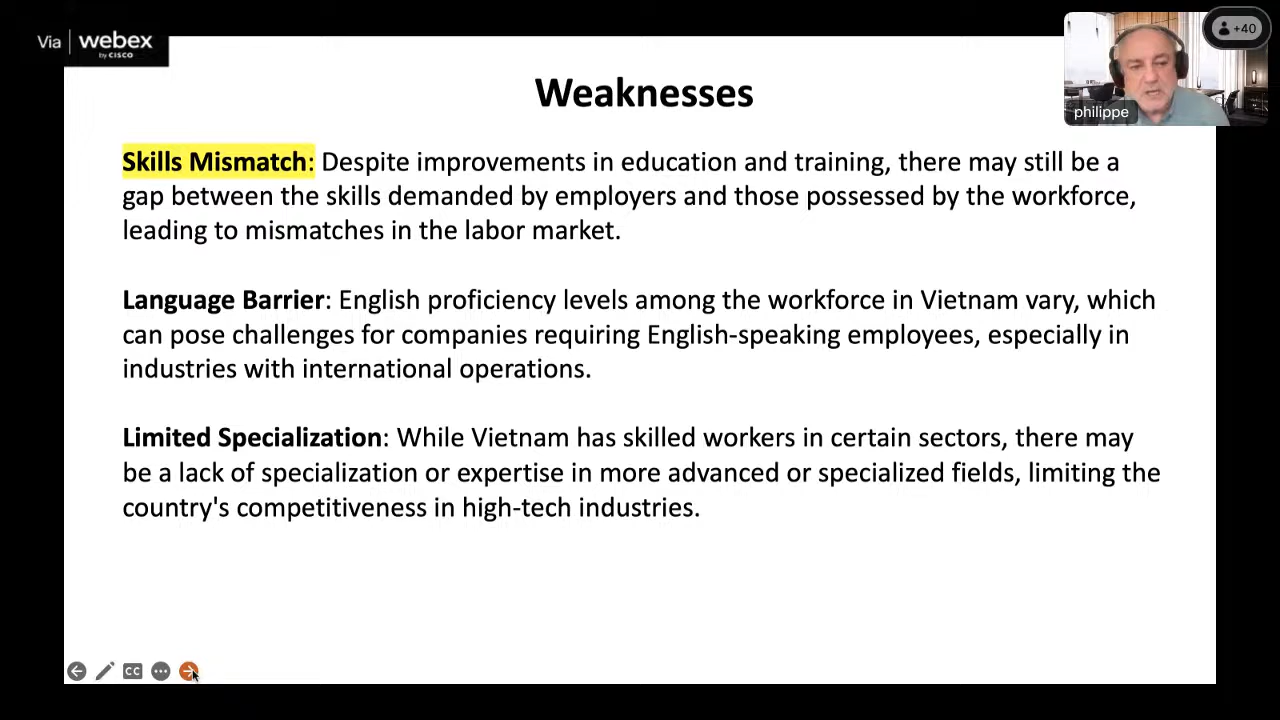 Via webex
by CISCO
+40
philippe
Weaknesses
Skills Mismatch: Despite improvements in education and training, there may still be a
gap between the skills demanded by employers and those possessed by the workforce,
leading to mismatches in the labor market.
Language Barrier: English proficiency levels among the workforce in Vietnam vary, which
can pose challenges for companies requiring English-speaking employees, especially in
industries with international operations.
Limited Specialization: While Vietnam has skilled workers in certain sectors, there may
be a lack of specialization or expertise in more advanced or specialized fields, limiting the
country's competitiveness in high-tech industries.
CC